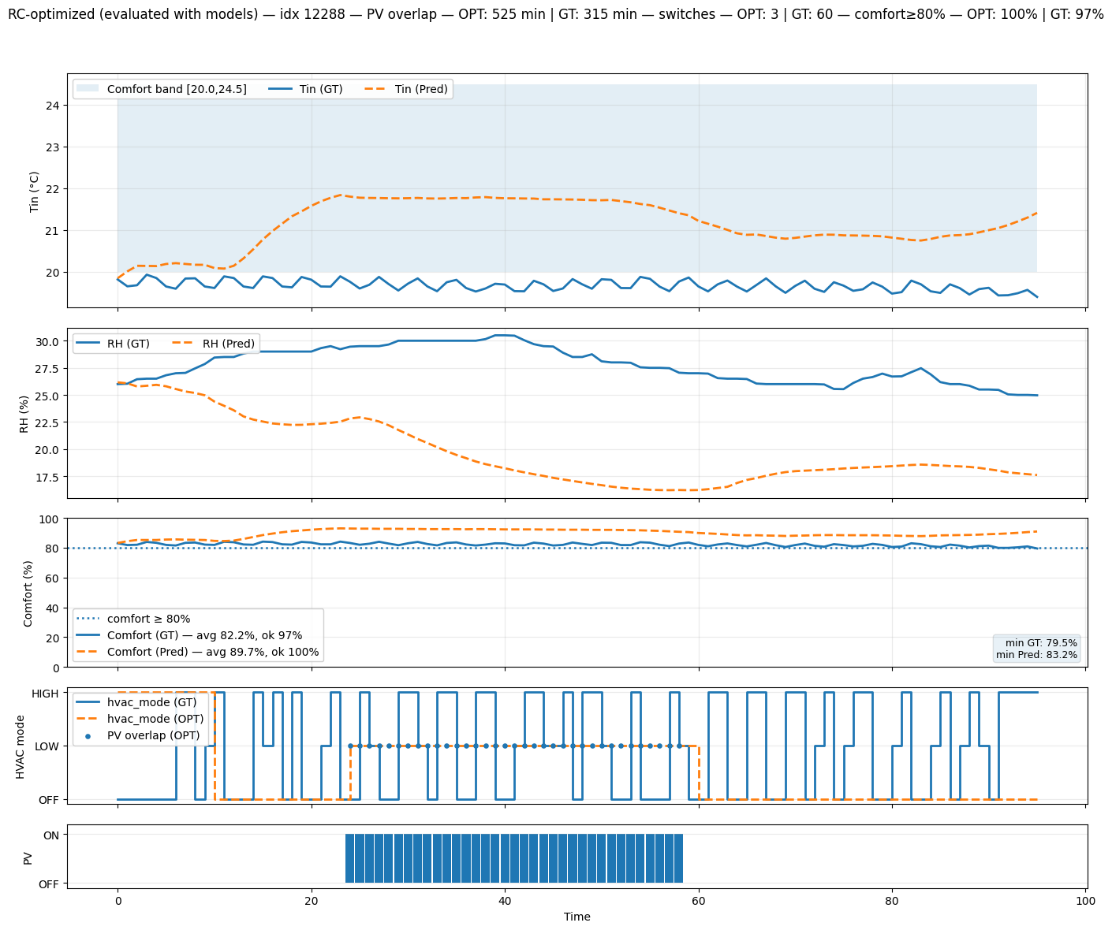 RC-optimized (evaluated with models) — idx 12288 — PV overlap — OPT: 525 min | GT: 315 min — switches — OPT: 3 | GT: 60 — comfort≥80% — OPT: 100% | GT: 97%
Comfort band [20.0,24.5]
Tin (GT)
Tin (Pred)
24
23
22
21
20
Tin (°C)
RH (GT)
RH (Pred)
30.0
27.5
25.0
22.5
20.0
17.5
RH (%)
100
80
60
40
20
0
Comfort (%)
comfort ≥ 80%
Comfort (GT) — avg 82.2%, ok 97%
Comfort (Pred) — avg 89.7%, ok 100%
min GT: 79.5%
min Pred: 83.2%
HIGH
LOW
OFF
HVAC mode
hvac_mode (GT)
hvac_mode (OPT)
PV overlap (OPT)
ON
OFF
PV
0
20
40
60
80
100
Time